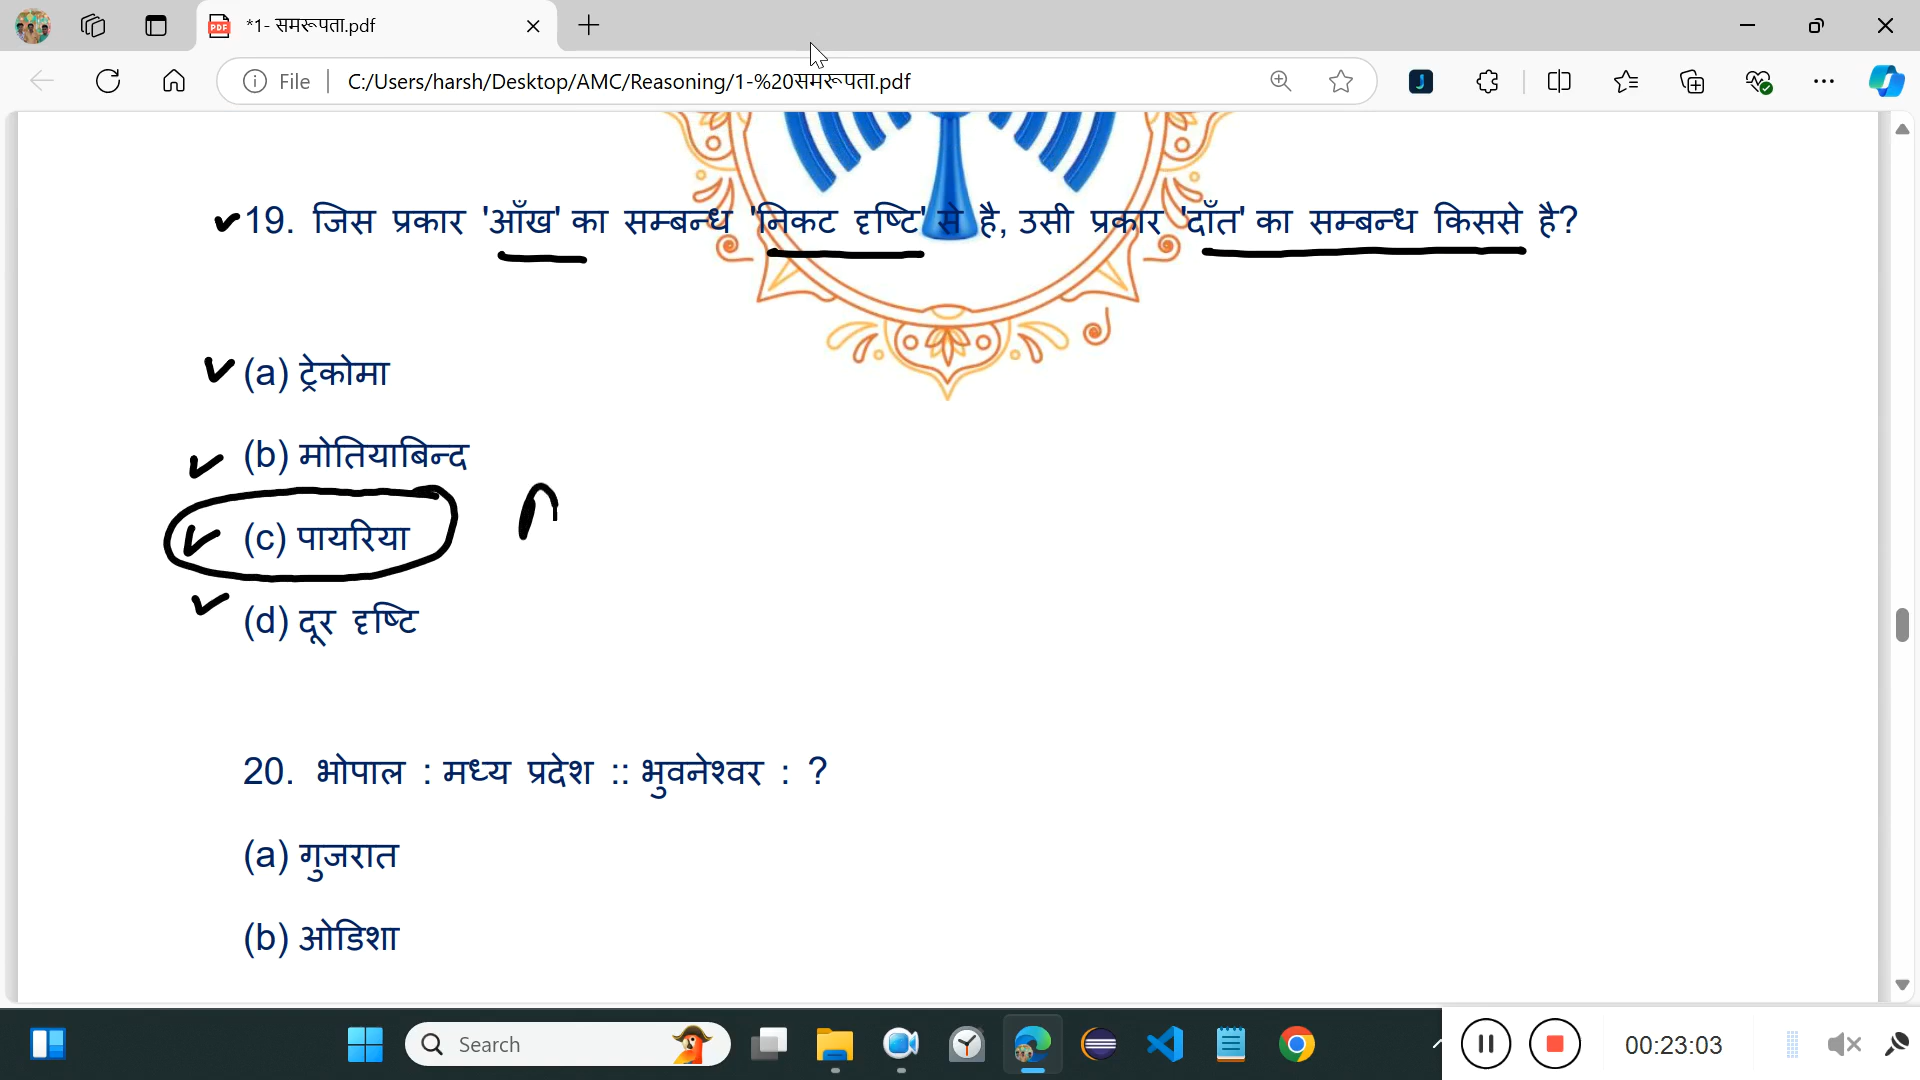 *1- समरूपता.pdf
File
C:/Users/harsh/Desktop/AMC/Reasoning/1-%20समरूपता.pdf
19. जिस प्रकार 'आँख' का सम्बन्ध 'निकट दृष्टि' से है, उसी प्रकार 'दाँत' का सम्बन्ध किससे है?
(a) ट्रेकोमा
(b) मोतियाबिन्द
(c) पायरिया
(d) दूर दृष्टि
20. भोपाल : मध्य प्रदेश :: भुवनेश्वर : ?
(a) गुजरात
(b) ओडिशा
Search
00:23:03